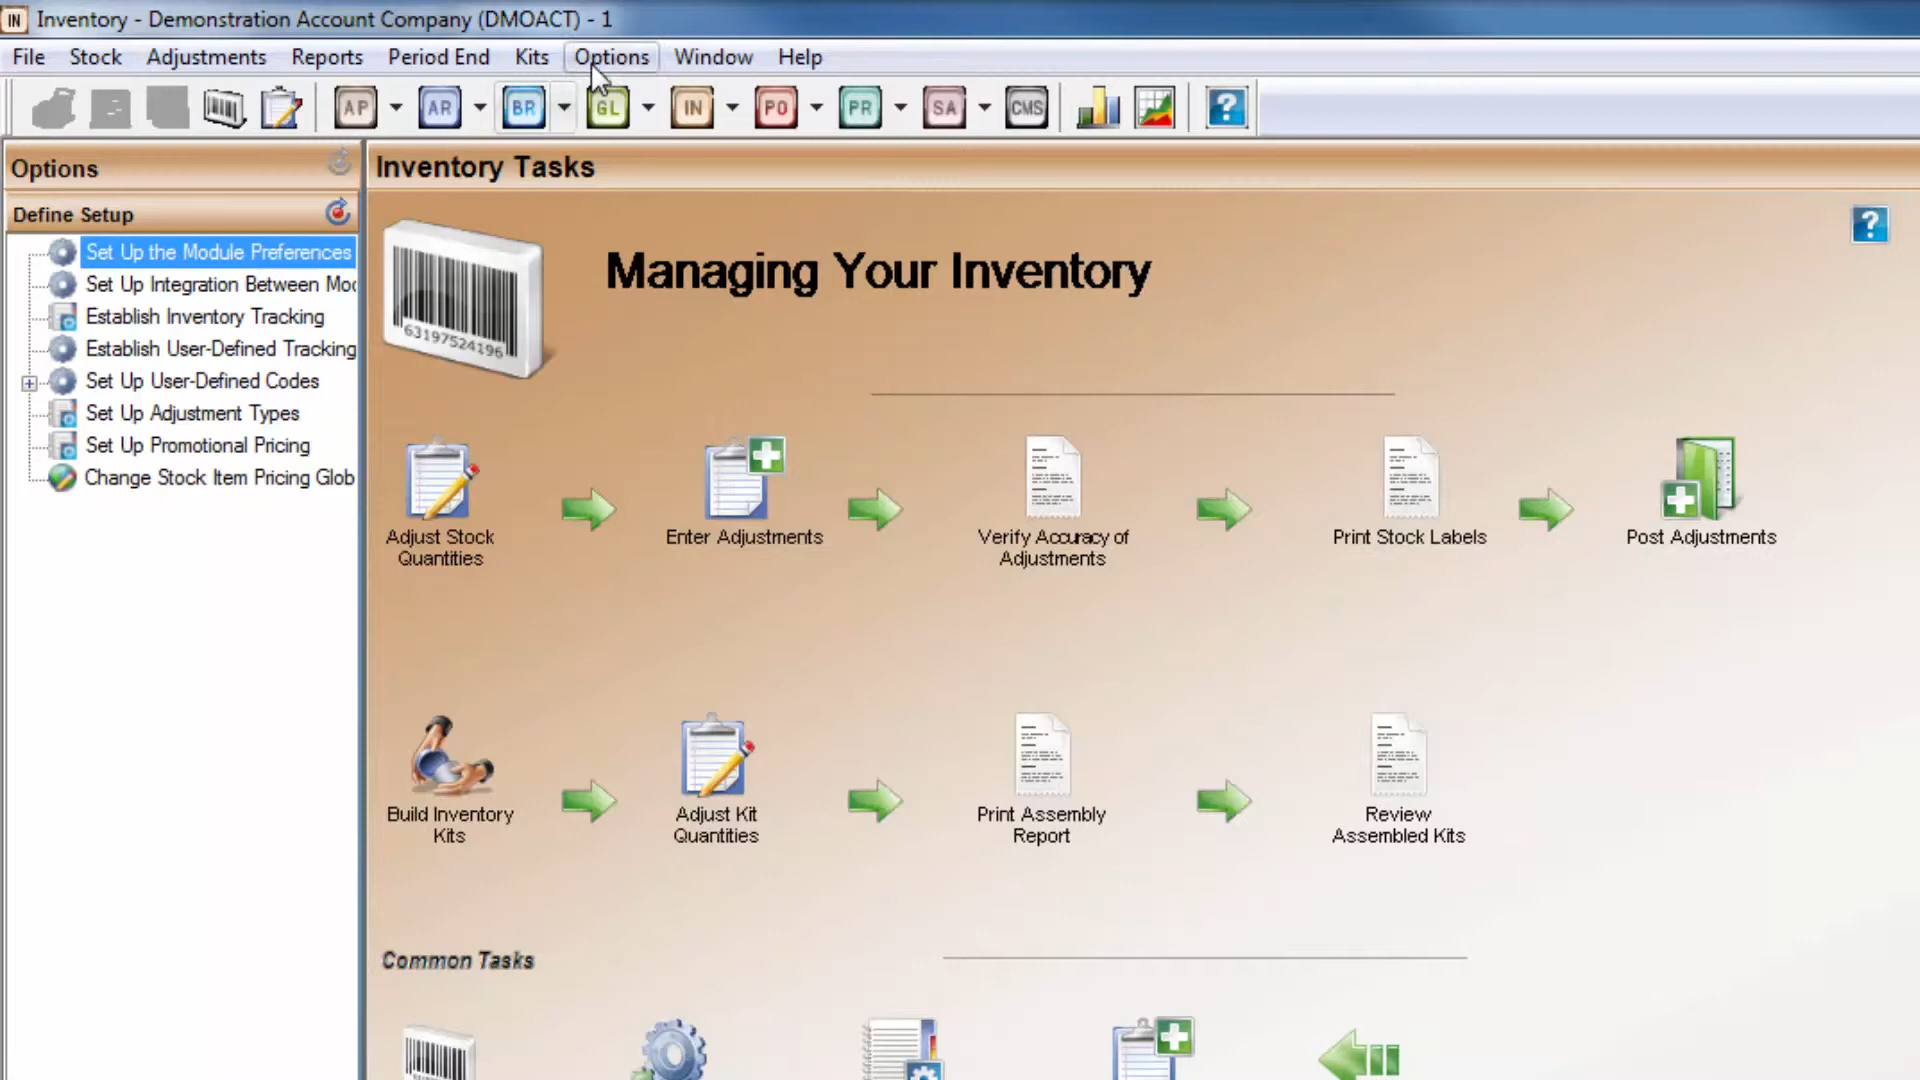 IN Inventory - Demonstration Account Company (DMOACT) - 1
File Stock Adjustments Reports Period End Kits Options Window Help
AP AR BR GL IN PO PR SA CMS ?
Options
Define Setup
Set Up the Module Preferences
Set Up Integration Between Mo
Establish Inventory Tracking
Establish User-Defined Tracking
Set Up User-Defined Codes
Set Up Adjustment Types
Set Up Promotional Pricing
Change Stock Item Pricing Glob
Inventory Tasks
?
Managing Your Inventory
63197524196
Adjust Stock
Quantities
Enter Adjustments
Verify Accuracy of
Adjustments
Print Stock Labels
Post Adjustments
Build Inventory
Kits
Adjust Kit
Quantities
Print Assembly
Report
Review
Assembled Kits
Common Tasks